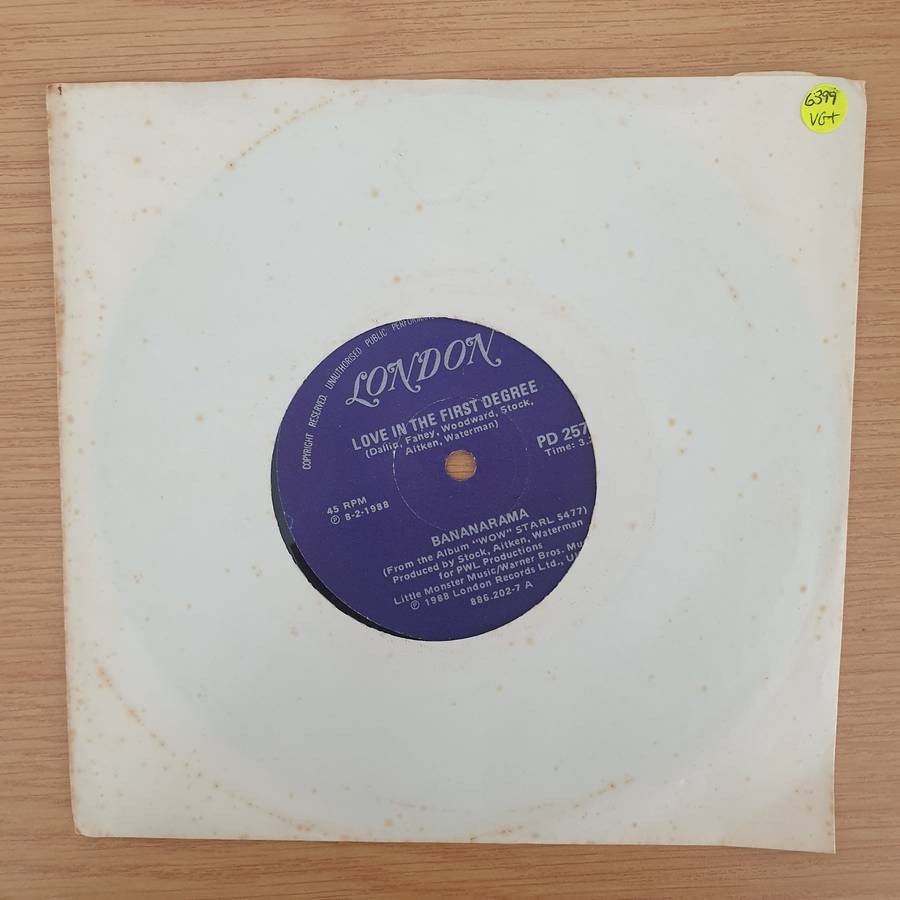 6399
VG+
COPYRIGHT RESERVED. UNAUTHORISED PUBLIC
LONDON
LOVE IN THE FIRST DEGREE
(Dallin, Fahey, Woodward, Stock,
Aitken, Waterman)
PD 257
Time: 3.
45 RPM
℗ 8-2-1988
BANANARAMA
(From the Album "WOW" STARL 5477)
Produced by Stock, Aitken, Waterman
for PWL Productions
Little Monster Music/Warner Bros. Mu
℗ 1988 London Records Ltd., U
886.202-7 A